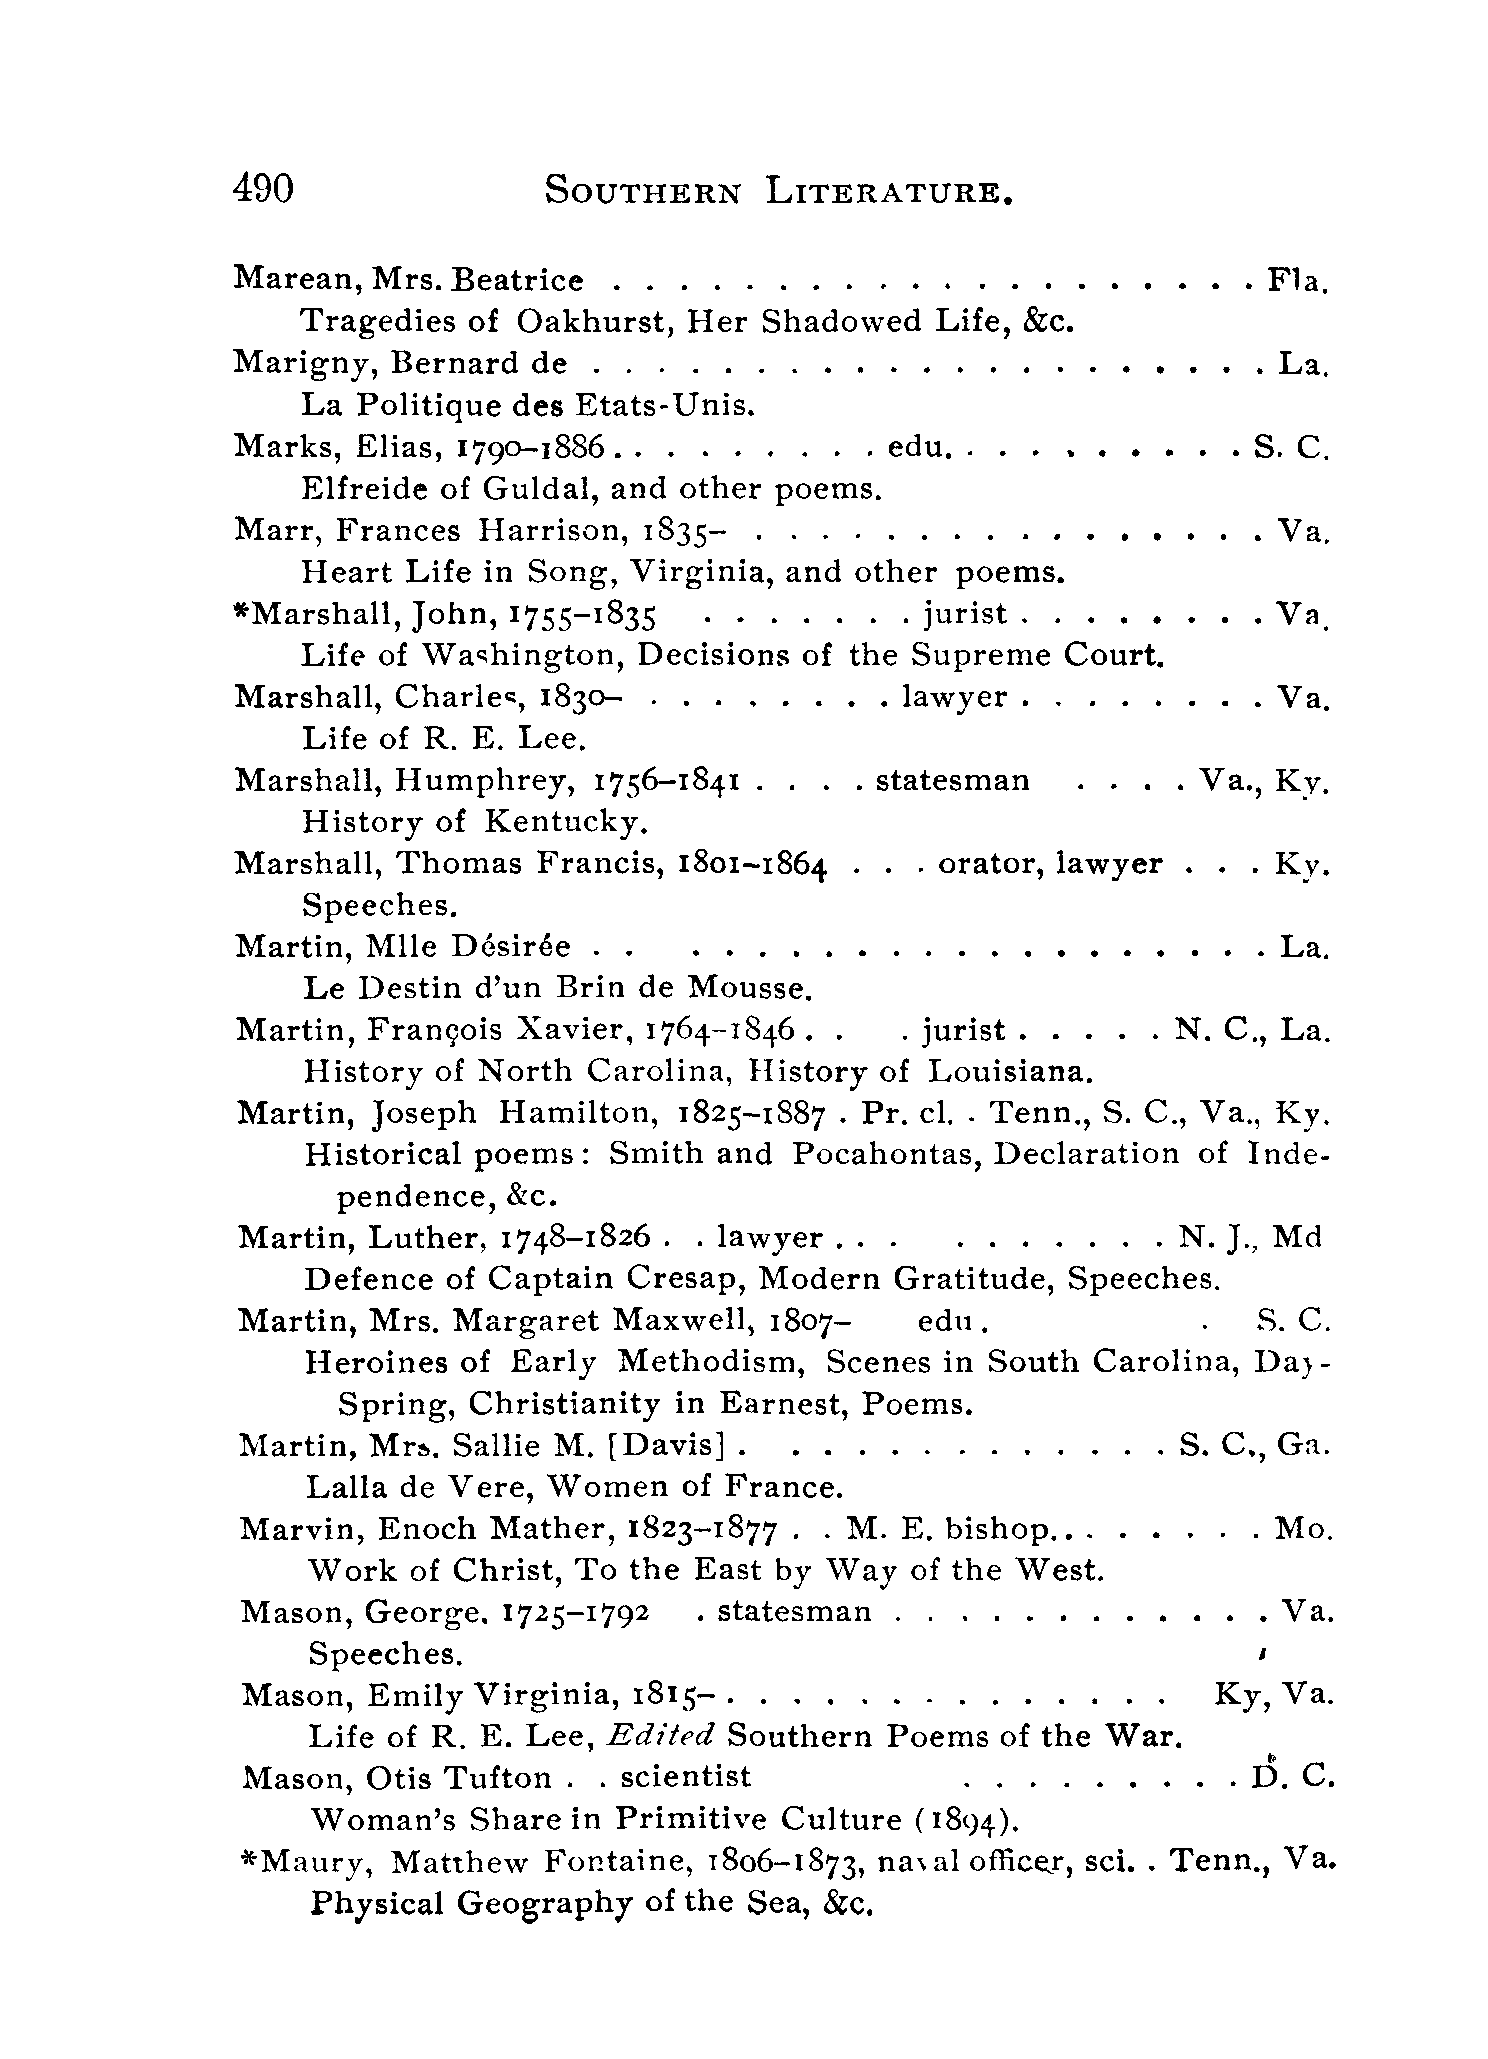 490 SOUTHERN LITERATURE.
Marean, Mrs. Beatrice . . . . . . . . . . . . . . . . . . . . Fla.
Tragedies of Oakhurst, Her Shadowed Life, &c.
Marigny, Bernard de . . . . . . . . . . . . . . . . . . . . . La.
La Politique des Etats-Unis.
Marks, Elias, 1790–1886 . . . . . . . . . edu. . . . . . . . . . . S. C.
Elfreide of Guldal, and other poems.
Marr, Frances Harrison, 1835– . . . . . . . . . . . . . . . . Va.
Heart Life in Song, Virginia, and other poems.
*Marshall, John, 1755–1835 . . . . . . . jurist . . . . . . . . Va.
Life of Washington, Decisions of the Supreme Court.
Marshall, Charles, 1830– . . . . . . . . lawyer . . . . . . . . Va.
Life of R. E. Lee.
Marshall, Humphrey, 1756–1841 . . . . statesman . . . . Va., Ky.
History of Kentucky.
Marshall, Thomas Francis, 1801–1864 . . . orator, lawyer . . . Ky.
Speeches.
Martin, Mlle Désirée . . . . . . . . . . . . . . . . . . . . La.
Le Destin d'un Brin de Mousse.
Martin, François Xavier, 1764–1846 . . . jurist . . . . . N. C., La.
History of North Carolina, History of Louisiana.
Martin, Joseph Hamilton, 1825–1887 . Pr. cl. . Tenn., S. C., Va., Ky.
Historical poems: Smith and Pocahontas, Declaration of Inde-
pendence, &c.
Martin, Luther, 1748–1826 . . lawyer . . . . . . . . . . N. J., Md
Defence of Captain Cresap, Modern Gratitude, Speeches.
Martin, Mrs. Margaret Maxwell, 1807– edu . . S. C.
Heroines of Early Methodism, Scenes in South Carolina, Day-
Spring, Christianity in Earnest, Poems.
Martin, Mrs. Sallie M. [Davis] . . . . . . . . . . . . . S. C., Ga.
Lalla de Vere, Women of France.
Marvin, Enoch Mather, 1823–1877 . . M. E. bishop. . . . . . . . . Mo.
Work of Christ, To the East by Way of the West.
Mason, George. 1725–1792 . statesman . . . . . . . . . . . . Va.
Speeches.
Mason, Emily Virginia, 1815– . . . . . . . . . . . . . . Ky, Va.
Life of R. E. Lee, Edited Southern Poems of the War.
Mason, Otis Tufton . . scientist . . . . . . . . . D. C.
Woman's Share in Primitive Culture (1894).
*Maury, Matthew Fontaine, 1806–1873, naval officer, sci. . Tenn., Va.
Physical Geography of the Sea, &c.